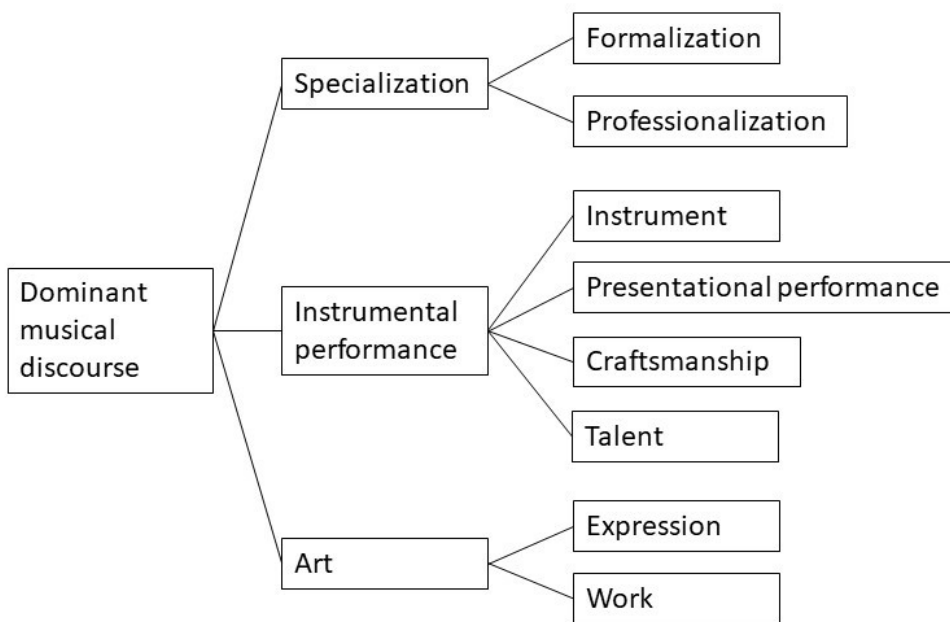 Formalization
Specialization
Professionalization
Instrument
Dominant
musical
discourse
Instrumental
performance
Presentational performance
Craftsmanship
Talent
Expression
Art
Work